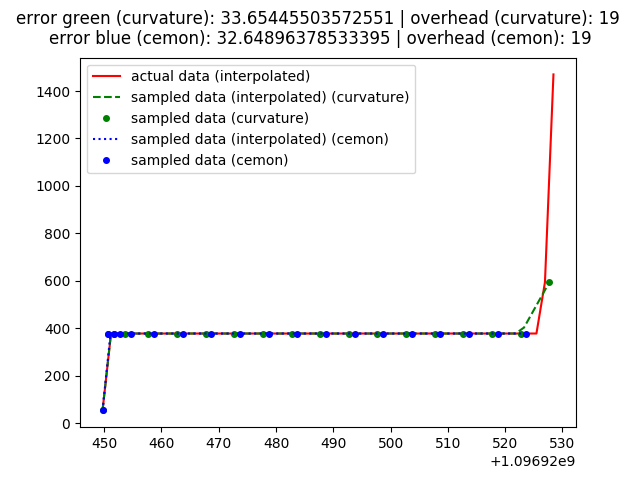 error green (curvature): 33.65445503572551 | overhead (curvature): 19
error blue (cemon): 32.64896378533395 | overhead (cemon): 19
actual data (interpolated)
sampled data (interpolated) (curvature)
sampled data (curvature)
sampled data (interpolated) (cemon)
sampled data (cemon)
1400
1200
1000
800
600
400
200
0
450 460 470 480 490 500 510 520 530
+1.09692e9